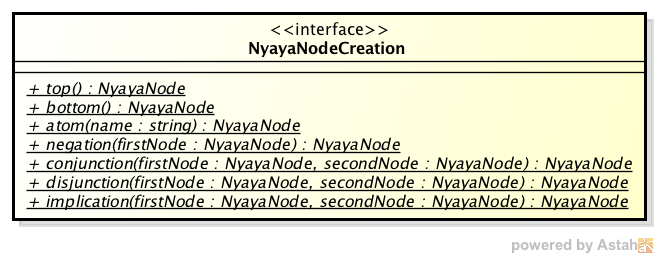 <<interface>>
NyayaNodeCreation
+ top() : NyayaNode
+ bottom() : NyayaNode
+ atom(name : string) : NyayaNode
+ negation(firstNode : NyayaNode) : NyayaNode
+ conjunction(firstNode : NyayaNode, secondNode : NyayaNode) : NyayaNode
+ disjunction(firstNode : NyayaNode, secondNode : NyayaNode) : NyayaNode
+ implication(firstNode : NyayaNode, secondNode : NyayaNode) : NyayaNode
powered by Astah